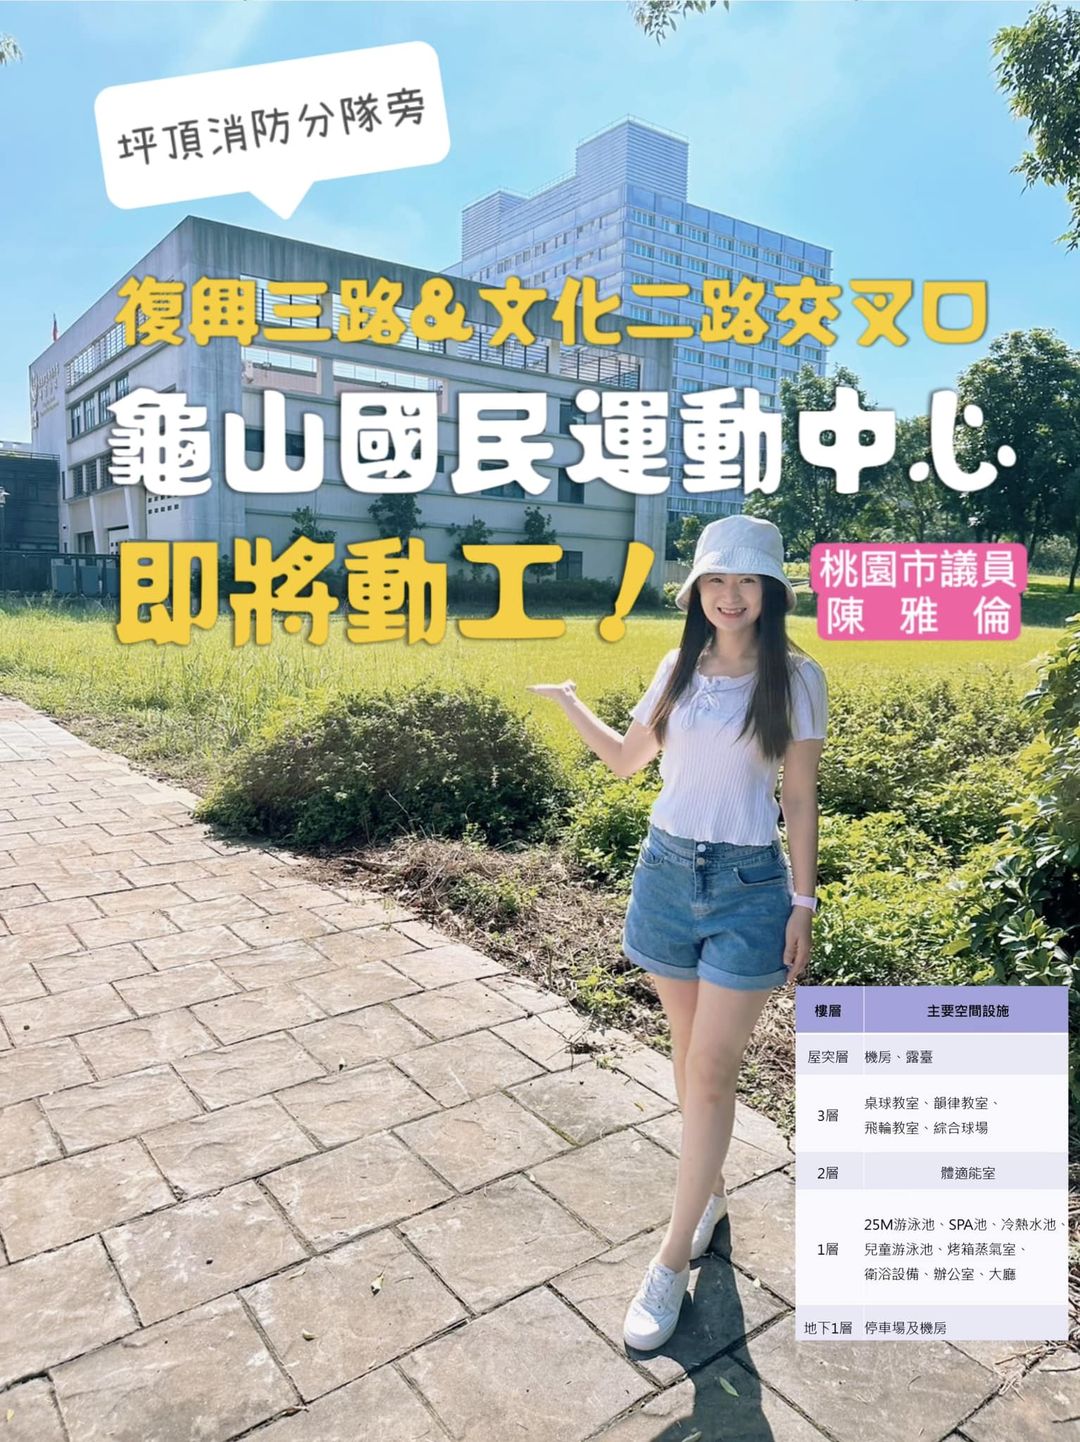 坪頂消防分隊旁
復興三路&文化二路交叉口
龜山國民運動中心
即將動工！
桃園市議員
陳雅倫
樓層 主要空間設施
屋突層 機房、露臺
3層 桌球教室、韻律教室、
飛輪教室、綜合球場
2層 體適能室
1層 25M游泳池、SPA池、冷熱水池、
兒童游泳池、烤箱蒸氣室、
衛浴設備、辦公室、大廳
地下1層 停車場及機房